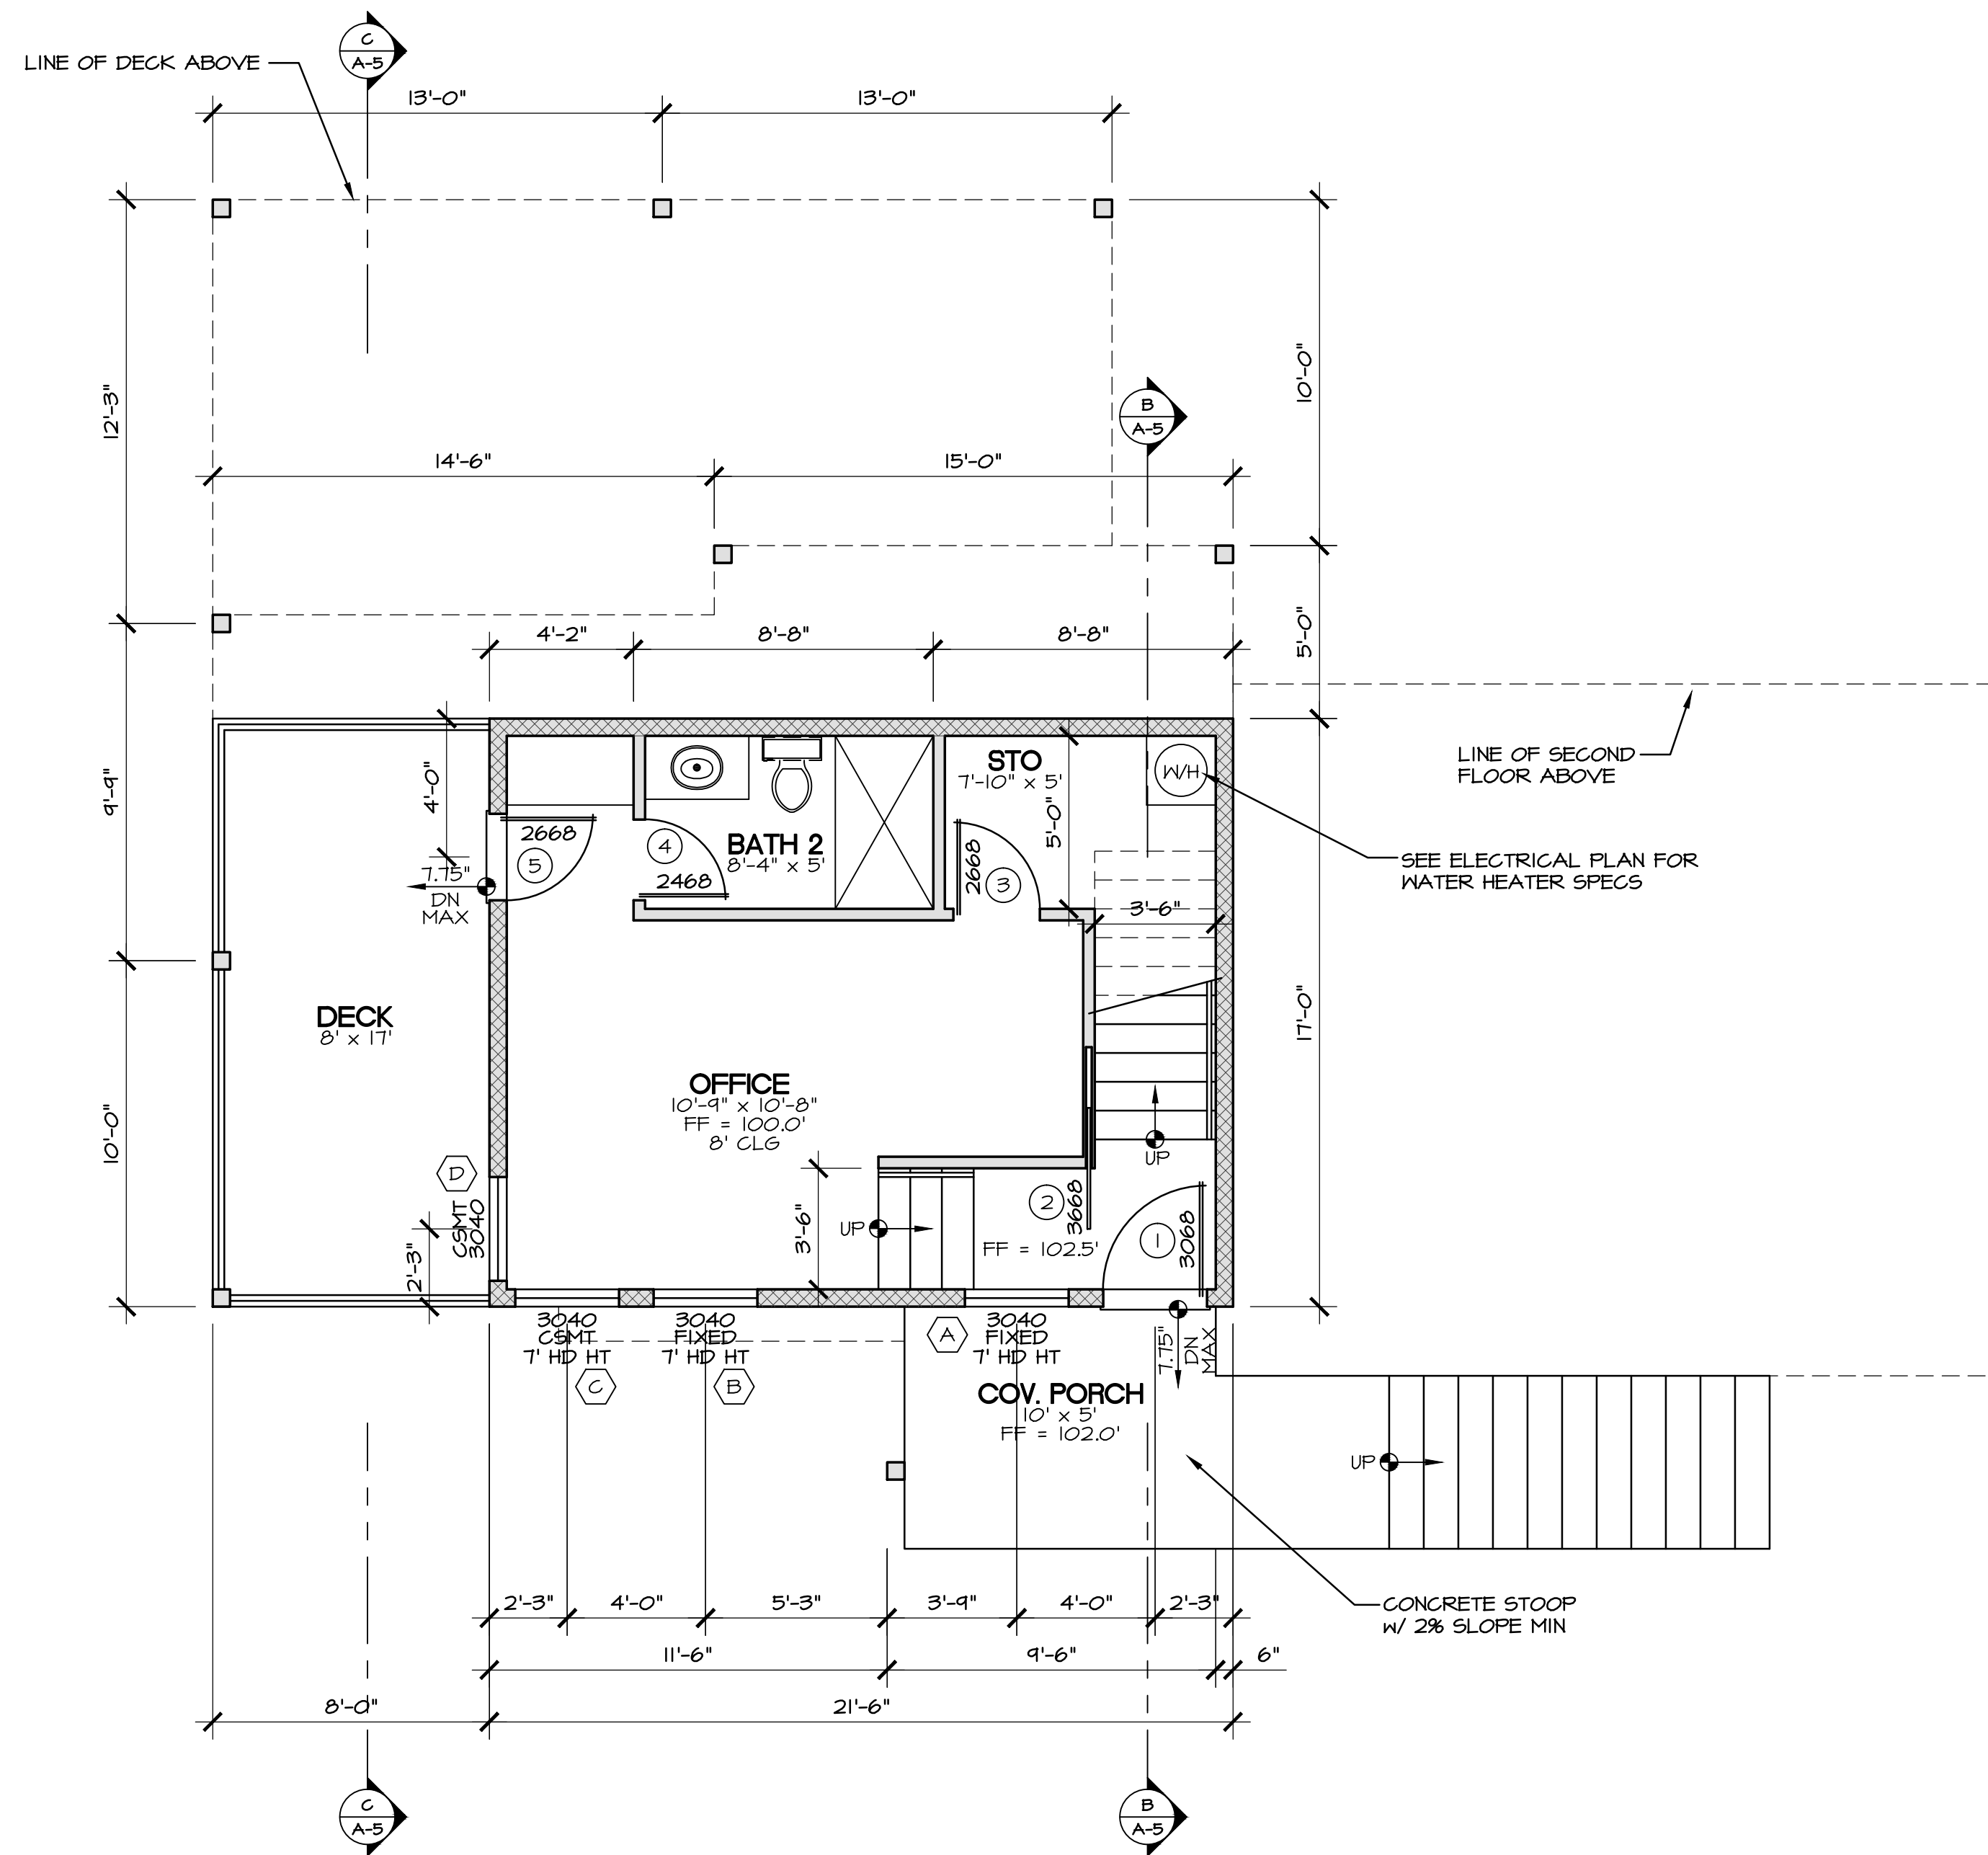 C
A-5
LINE OF DECK ABOVE
13'-0"
13'-0"
12'-3"
10'-0"
B
A-5
14'-6"
15'-0"
5'-0"
4'-2"
8'-8"
8'-8"
LINE OF SECOND
FLOOR ABOVE
9'-9"
4'-0"
STO
7'-10" x 5'
W/H
5'-0"
2668
5
4
BATH 2
8'-4" x 5'
2468
2668
3
SEE ELECTRICAL PLAN FOR
WATER HEATER SPECS
7.75"
DN
MAX
3'-6"
DECK
8' x 17'
17'-0"
OFFICE
10'-9" x 10'-8"
FF = 100.0'
8' CLG
10'-0"
UP
D
CSMT
3040
2'-3"
3'-6"
UP
2
3668
FF = 102.5'
1
3068
3040
CSMT
7' HD HT
3040
FIXED
7' HD HT
A
3040
FIXED
7' HD HT
7.75"
DN
MAX
C
B
COV. PORCH
10' x 5'
FF = 102.0'
UP
CONCRETE STOOP
w/ 2% SLOPE MIN
2'-3"
4'-0"
5'-3"
3'-9"
4'-0"
2'-3"
11'-6"
9'-6"
6"
8'-0"
21'-6"
C
A-5
B
A-5